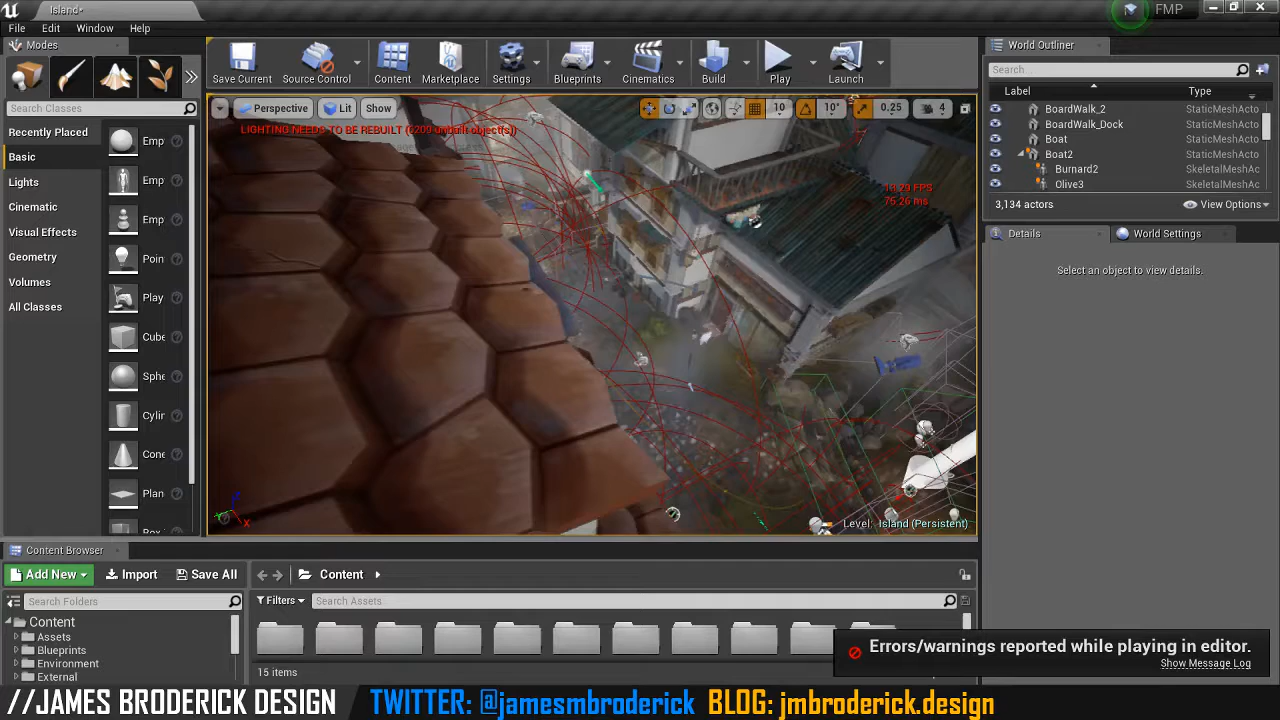 Island*
FMP
File Edit Window Help
Modes
Search Classes
Recently Placed
Basic
Lights
Cinematic
Visual Effects
Geometry
Volumes
All Classes
Emp
Emp
Emp
Poin
Play
Cube
Sphe
Cylin
Cone
Plan
Box
Save Current
Source Control
Content
Marketplace
Settings
Blueprints
Cinematics
Build
Play
Launch
Perspective Lit Show
10 10° 0.25 4
LIGHTING NEEDS TO BE REBUILT
75.26 ms
Level: Island (Persistent)
World Outliner
Search...
Label Type
BoardWalk_2 StaticMeshActo
BoardWalk_Dock StaticMeshActo
Boat StaticMeshActo
Boat2 StaticMeshActo
Burnard2 SkeletalMeshAc
Olive3 SkeletalMeshAc
3,134 actors View Options
Details World Settings
Select an object to view details.
Content Browser
Add New Import Save All Content
Search Folders
Filters Search Assets
Content
Assets
Blueprints
Environment
External
15 items
Errors/warnings reported while playing in editor.
Show Message Log
//JAMES BRODERICK DESIGN TWITTER: @jamesmbroderick BLOG: jmbroderick.design